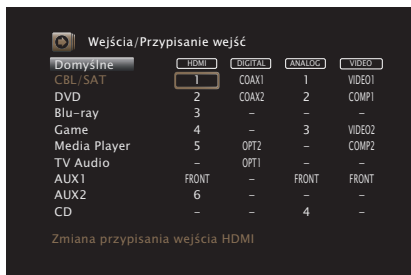 Wejścia/Przypisanie wejść
Domyślne HDMI DIGITAL ANALOG VIDEO
CBL/SAT 1 COAX1 1 VIDEO1
DVD 2 COAX2 2 COMP1
Blu-ray 3 – – –
Game 4 – 3 VIDEO2
Media Player 5 OPT2 – COMP2
TV Audio – OPT1 – –
AUX1 FRONT – FRONT FRONT
AUX2 6 – – –
CD – – 4 –
Zmiana przypisania wejścia HDMI